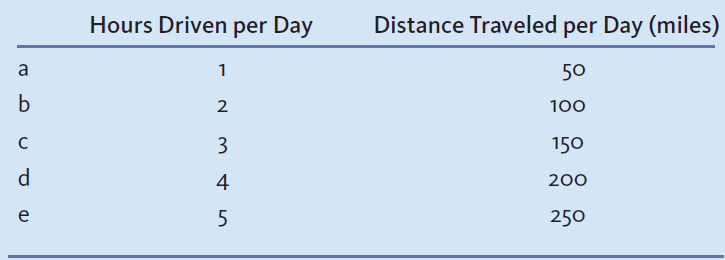 Hours Driven per Day Distance Traveled per Day (miles)
a 1 50
b 2 100
c 3 150
d 4 200
e 5 250